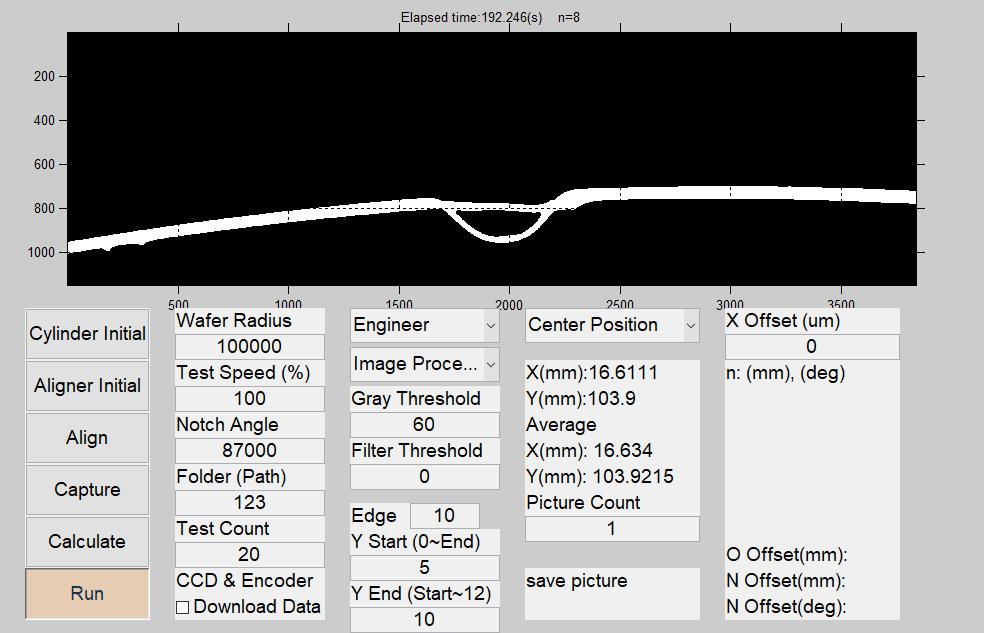 Elapsed time:192.246(s) n=8
200
400
600
800
1000
500 1000 1500 2000 2500 3000 3500
Cylinder Initial
Aligner Initial
Align
Capture
Calculate
Run
Wafer Radius
100000
Test Speed (%)
100
Notch Angle
87000
Folder (Path)
123
Test Count
20
CCD & Encoder
Download Data
Engineer
Image Proce...
Gray Threshold
60
Filter Threshold
0
Edge 10
Y Start (0~End)
5
Y End (Start~12)
10
Center Position
X(mm):16.6111
Y(mm):103.9
Average
X(mm): 16.634
Y(mm): 103.9215
Picture Count
1
save picture
X Offset (um)
0
n: (mm), (deg)
O Offset(mm):
N Offset(mm):
N Offset(deg):